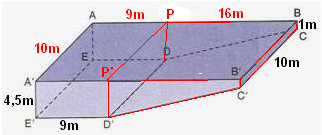 9m P 16m
A B
1m
C
10m
E D
10m
A' P' B'
C'
4,5m
E' 9m D'